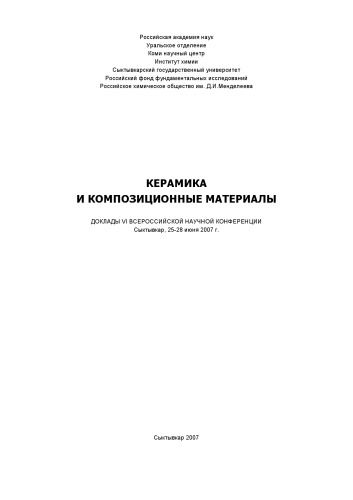 Российская академия наук
Уральское отделение
Коми научный центр
Институт химии
Сыктывкарский государственный университет
Российский фонд фундаментальных исследований
Российское химическое общество им. Д.И.Менделеева
КЕРАМИКА
И КОМПОЗИЦИОННЫЕ МАТЕРИАЛЫ
ДОКЛАДЫ VI ВСЕРОССИЙСКОЙ НАУЧНОЙ КОНФЕРЕНЦИИ
Сыктывкар, 25-28 июня 2007 г.
Сыктывкар 2007